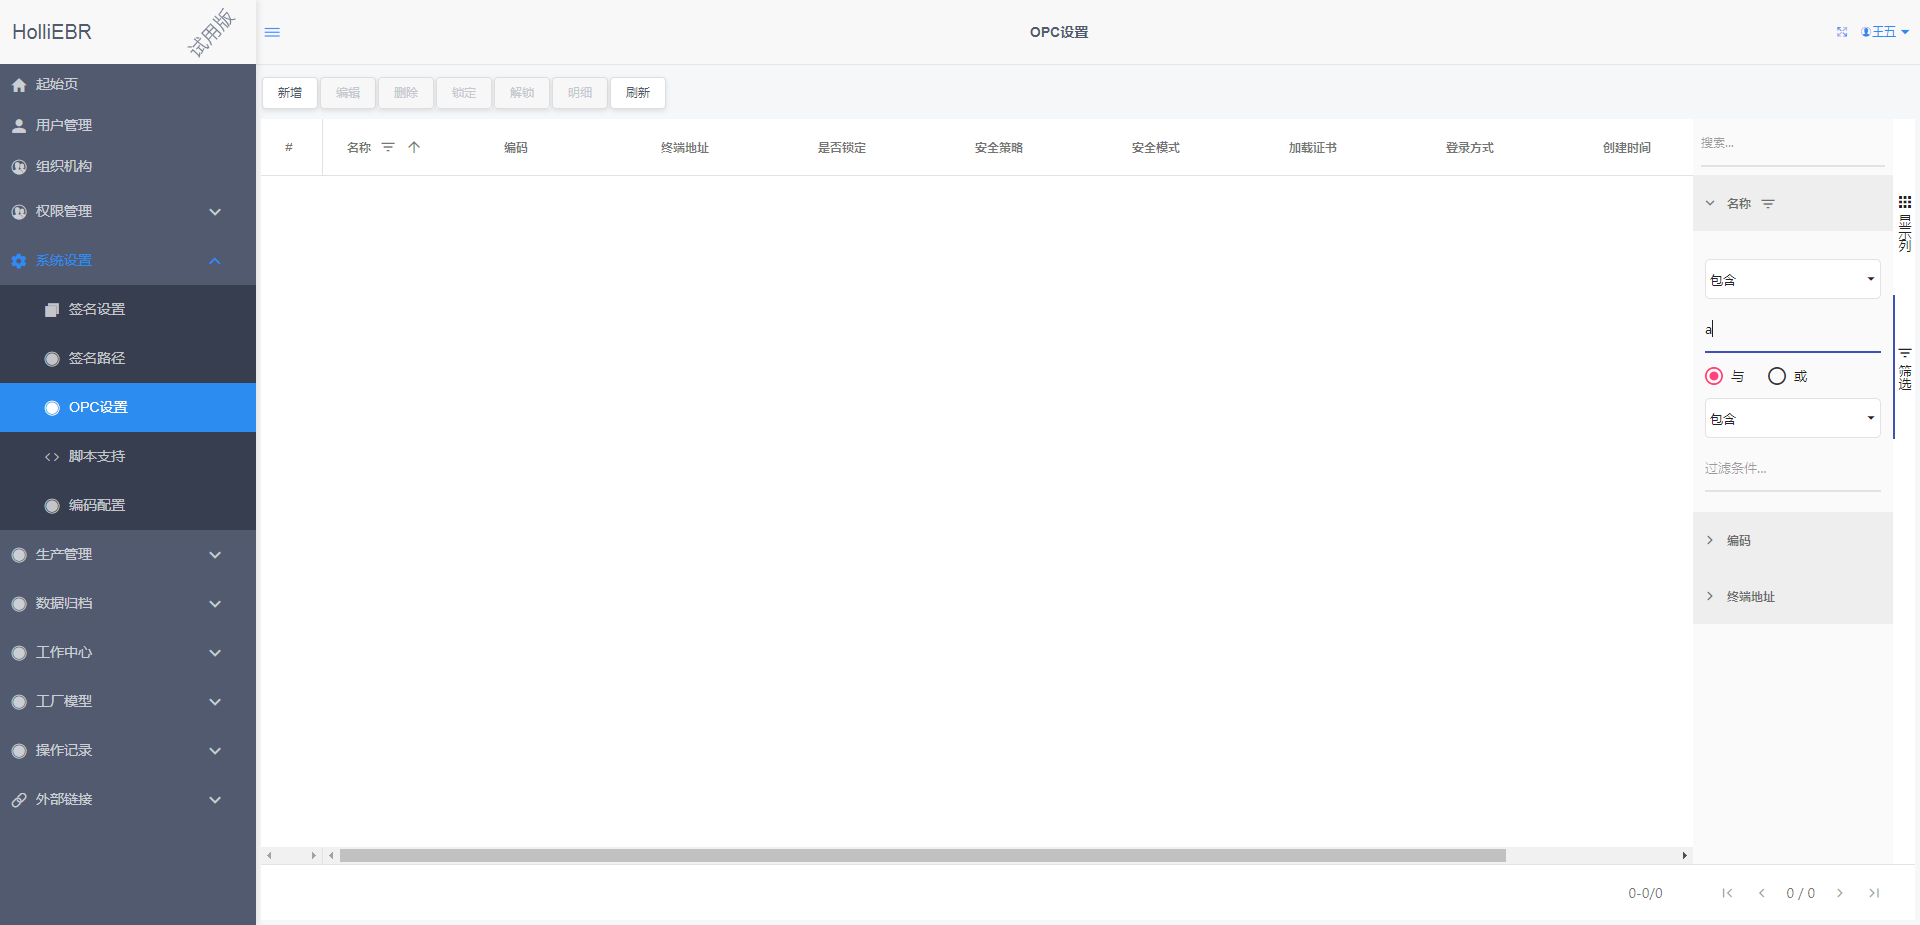 HolliEBR
试用版
OPC设置
王五
起始页
用户管理
组织机构
权限管理
系统设置
签名设置
签名路径
OPC设置
脚本支持
编码配置
生产管理
数据归档
工作中心
工厂模型
操作记录
外部链接
新增 编辑 删除 锁定 解锁 明细 刷新
# 名称 编码 终端地址 是否锁定 安全策略 安全模式 加载证书 登录方式 创建时间
搜索...
名称
包含
a
与 或
包含
过滤条件...
编码
终端地址
显示列
筛选
0-0/0 0 / 0